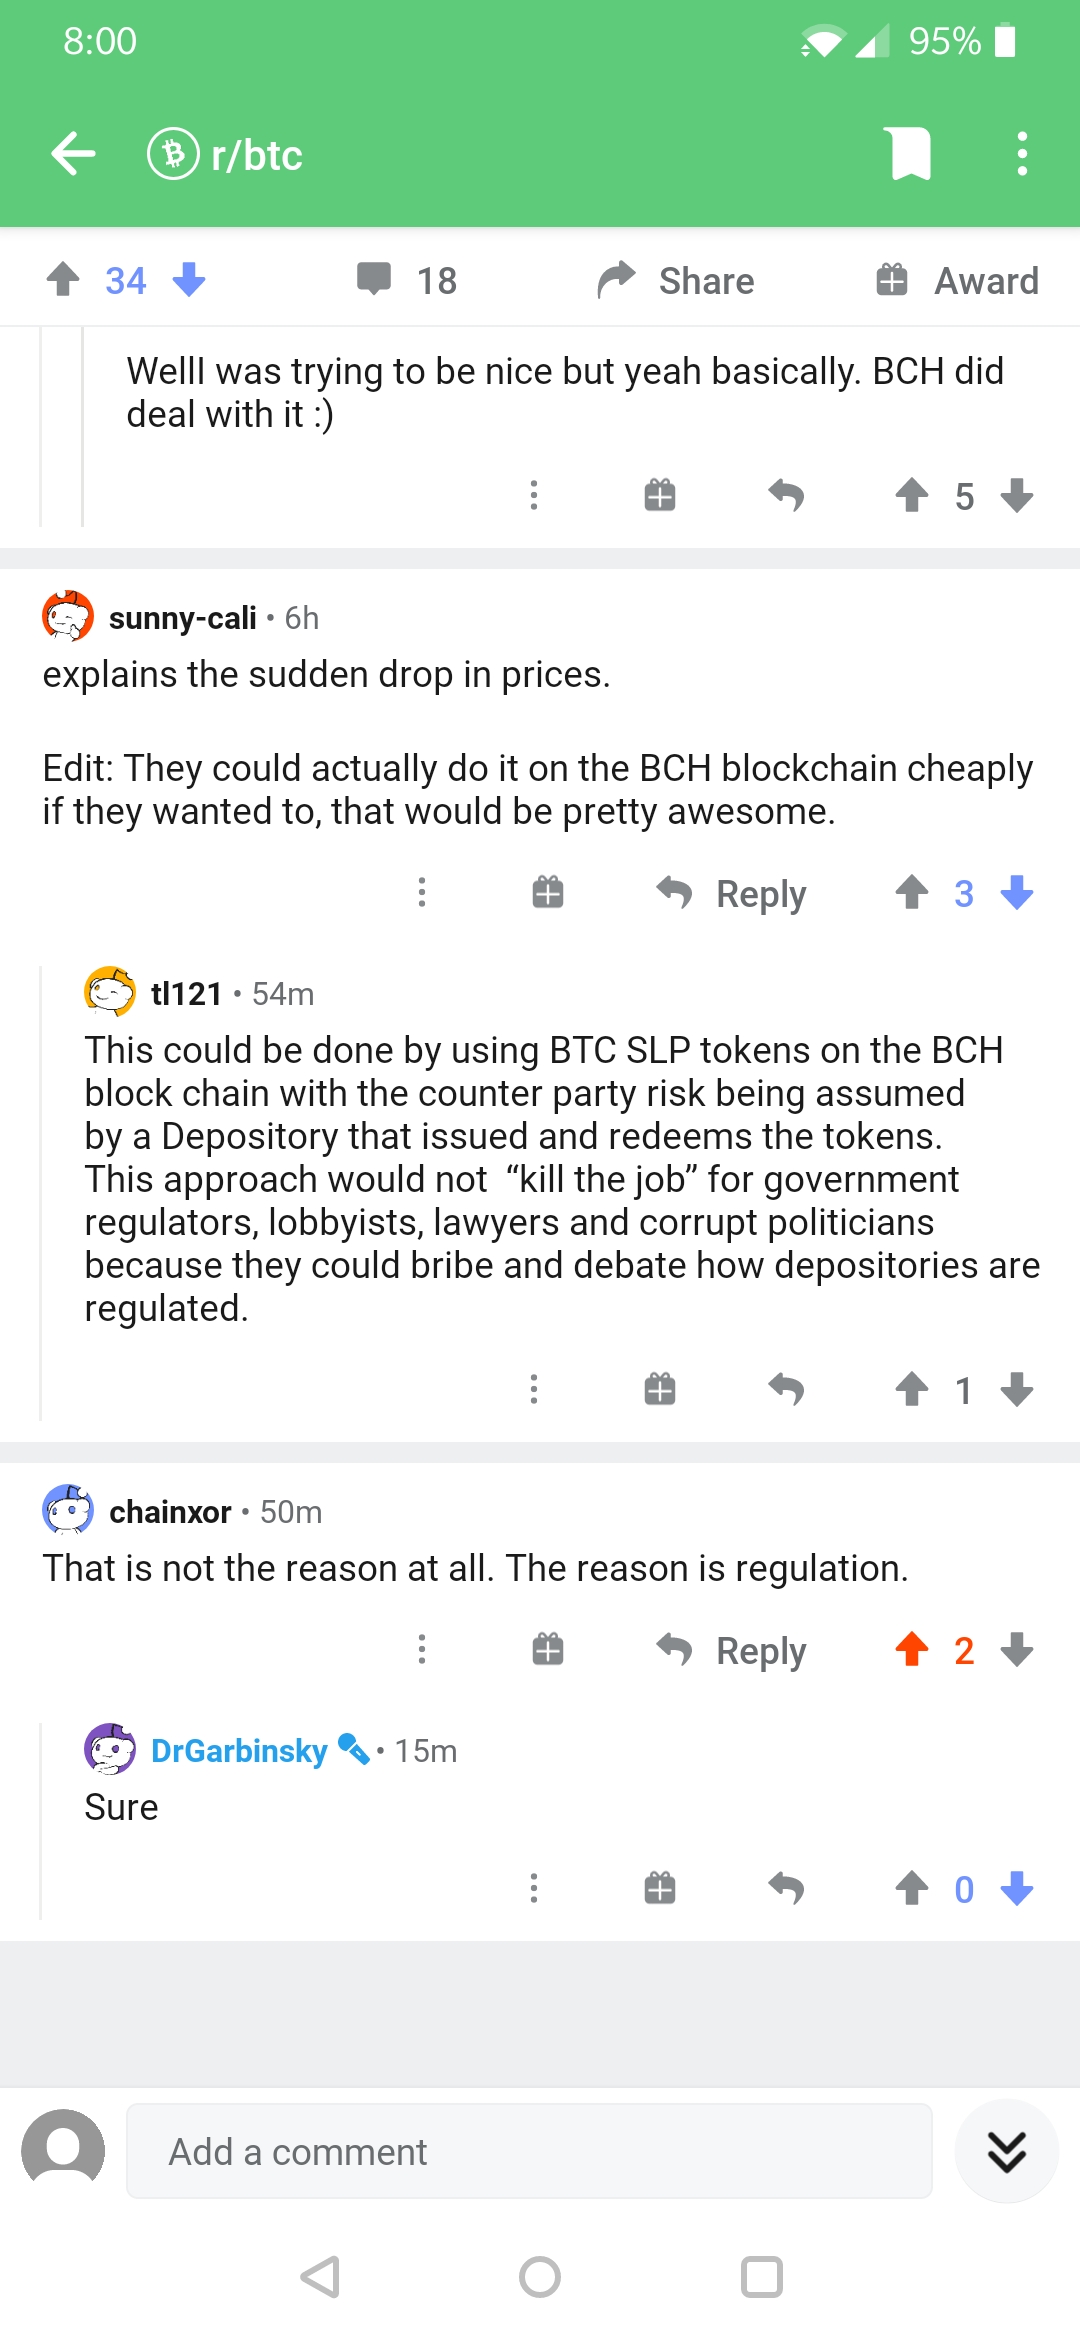 8:00 95%
r/btc
34 18 Share Award
Welll was trying to be nice but yeah basically. BCH did
deal with it :)
5
sunny-cali • 6h
explains the sudden drop in prices.
Edit: They could actually do it on the BCH blockchain cheaply
if they wanted to, that would be pretty awesome.
Reply 3
tl121 • 54m
This could be done by using BTC SLP tokens on the BCH
block chain with the counter party risk being assumed
by a Depository that issued and redeems the tokens.
This approach would not  “kill the job” for government
regulators, lobbyists, lawyers and corrupt politicians
because they could bribe and debate how depositories are
regulated.
1
chainxor • 50m
That is not the reason at all. The reason is regulation.
Reply 2
DrGarbinsky • 15m
Sure
0
Add a comment